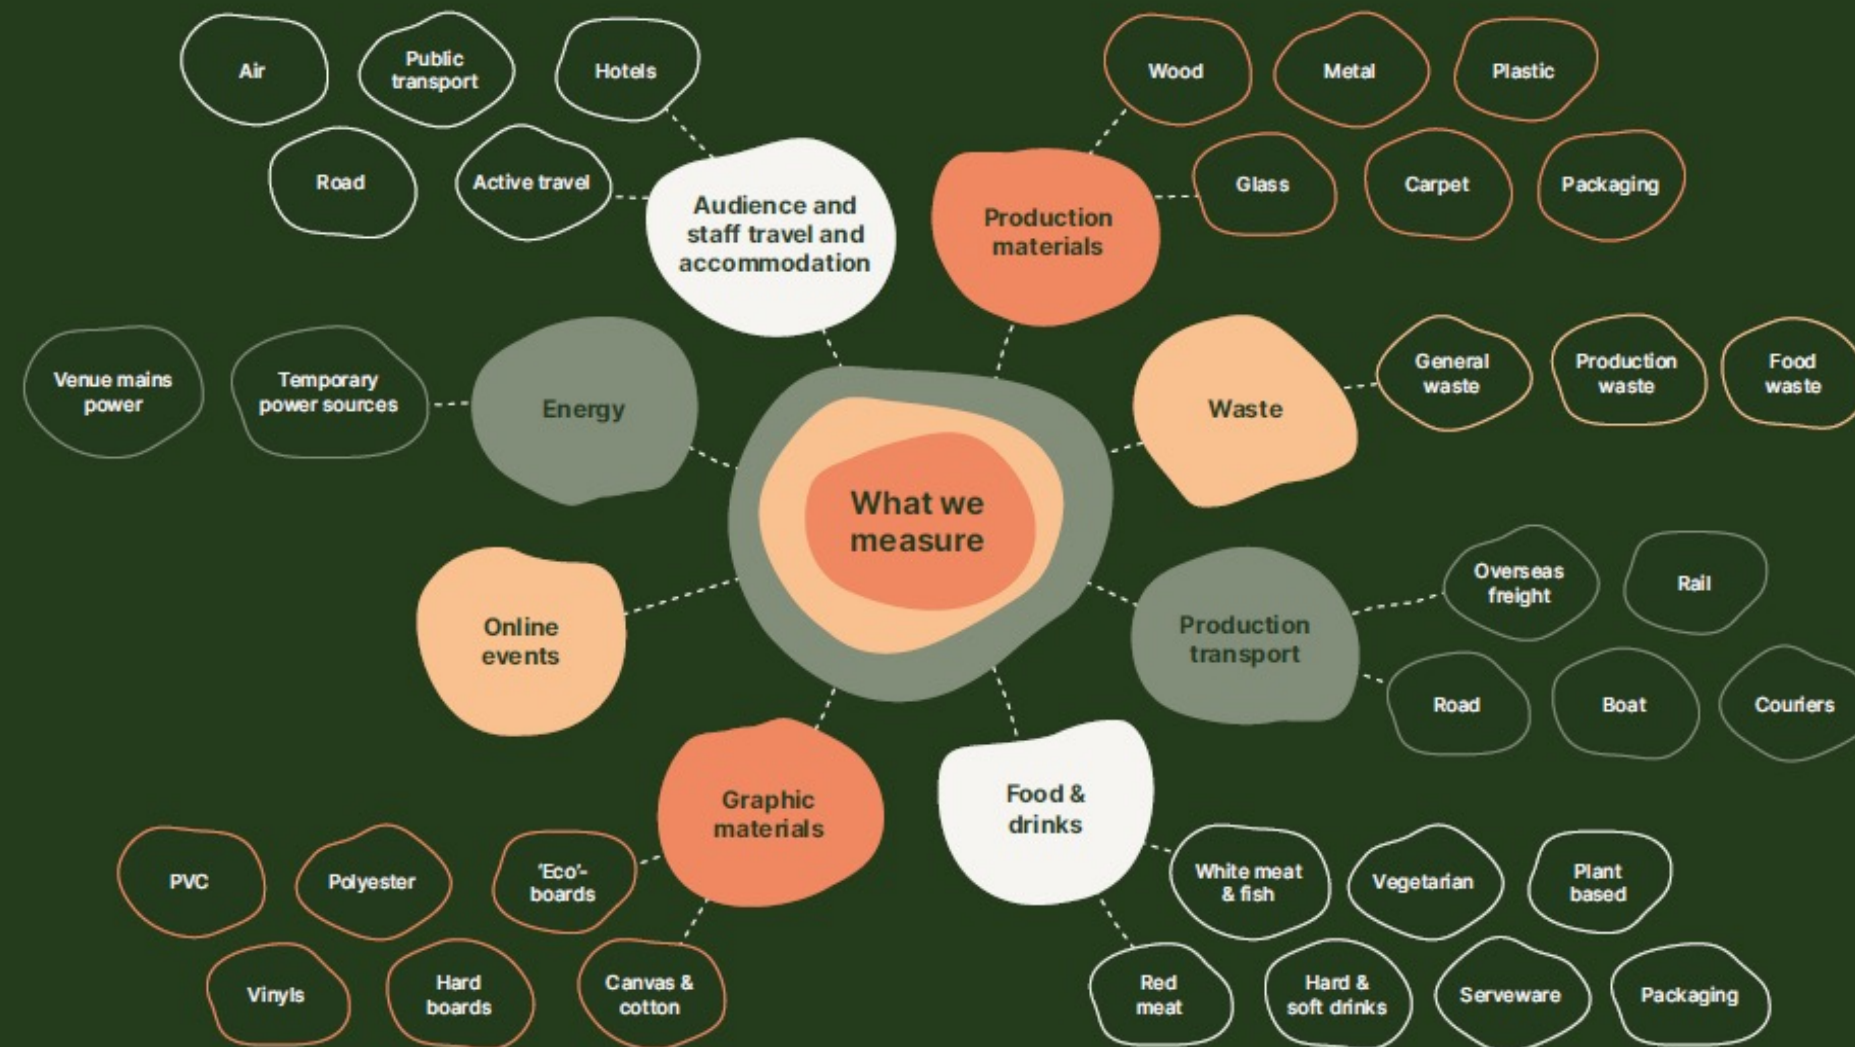 Air
Public
transport
Hotels
Road
Active travel
Audience and
staff travel and
accommodation
Wood
Metal
Plastic
Glass
Carpet
Packaging
Production
materials
Venue mains
power
Temporary
power sources
Energy
Waste
General
waste
Production
waste
Food
waste
What we
measure
Online
events
Production
transport
Overseas
freight
Rail
Road
Boat
Couriers
Graphic
materials
PVC
Polyester
‘Eco’-
boards
Vinyls
Hard
boards
Canvas &
cotton
Food &
drinks
White meat
& fish
Vegetarian
Plant
based
Red
meat
Hard &
soft drinks
Serveware
Packaging